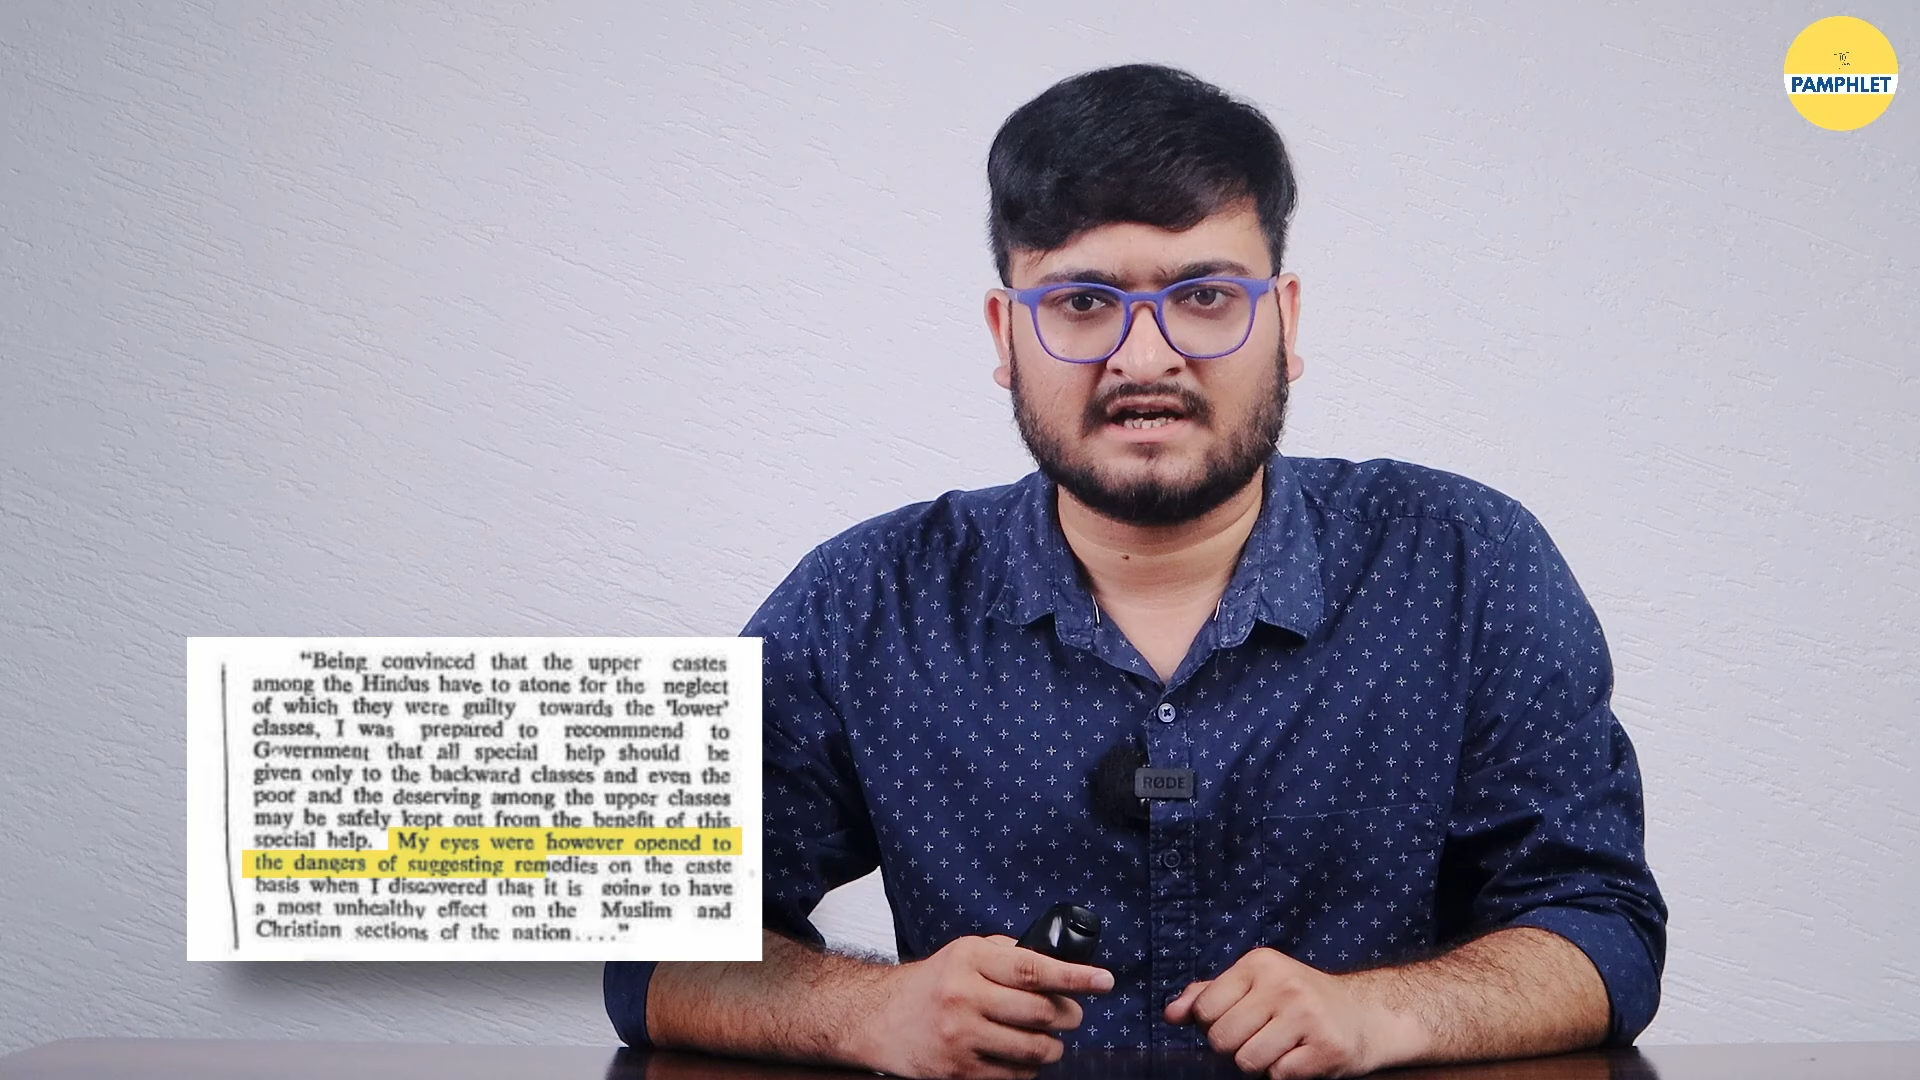 PAMPHLET
"Being convinced that the upper castes
among the Hindus have to atone for the neglect
of which they were guilty towards the 'lower'
classes, I was prepared to recommnend to
Government that all special help should be
given only to the backward classes and even the
poor and the deserving among the upper classes
may be safely kept out from the benefit of this
special help. My eyes were however opened to
the dangers of suggesting remedies on the caste
basis when I discovered that it is going to have
a most unhealthy effect on the Muslim and
Christian sections of the nation...."
RØDE